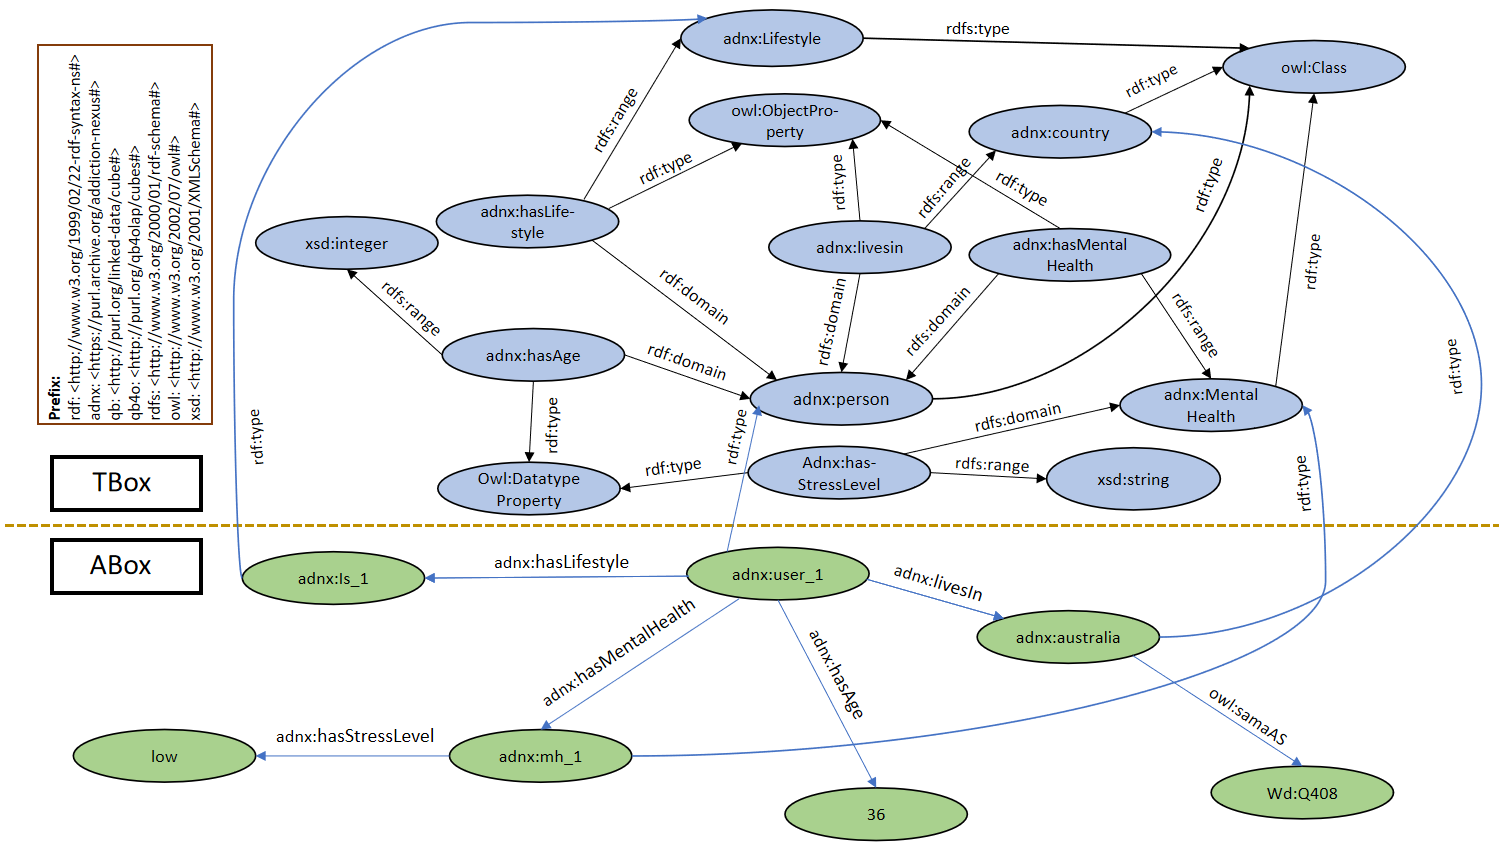 Prefix:
rdf: <http://www.w3.org/1999/02/22-rdf-syntax-ns#>
adnx: <https://purl.archive.org/addiction-nexus#>
qb: <http://purl.org/linked-data/cube#>
qb4o: <http://purl.org/qb4olap/cubes#>
rdfs: <http://www.w3.org/2000/01/rdf-schema#>
owl: <http://www.w3.org/2002/07/owl#>
xsd: <http://www.w3.org/2001/XMLSchema#>
adnx:Lifestyle
rdfs:type
owl:Class
rdfs:range
owl:ObjectPro-
perty
rdf:type
adnx:country
rdf:type
rdf:type
rdfs:range
rdf:type
rdf:type
adnx:hasLife-
style
xsd:integer
adnx:livesin
adnx:hasMental
Health
rdf:type
rdfs:range
rdf:domain
rdfs:domain
rdfs:domain
rdfs:range
adnx:hasAge
rdf:domain
adnx:person
adnx:Mental
Health
rdf:type
rdf:type
rdf:type
rdf:type
rdfs:domain
rdf:type
Adnx:has-
StressLevel
rdfs:range
xsd:string
rdf:type
Owl:Datatype
Property
TBox
ABox
adnx:ls_1
adnx:hasLifestyle
adnx:user_1
adnx:livesIn
adnx:australia
adnx:hasMentalHealth
adnx:hasAge
owl:samaAS
low
adnx:hasStressLevel
adnx:mh_1
36
Wd:Q408